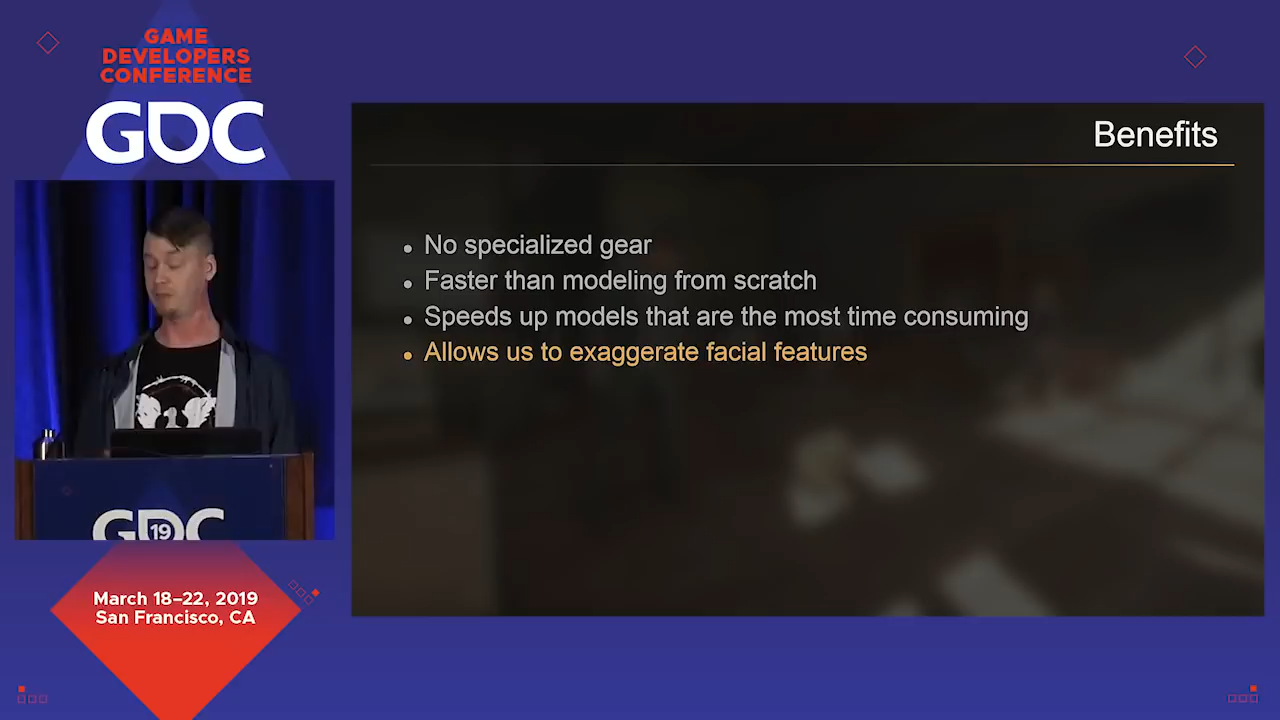 GAME
DEVELOPERS
CONFERENCE
GDC
Benefits
No specialized gear
Faster than modeling from scratch
Speeds up models that are the most time consuming
Allows us to exaggerate facial features
GDC
19
March 18–22, 2019
San Francisco, CA